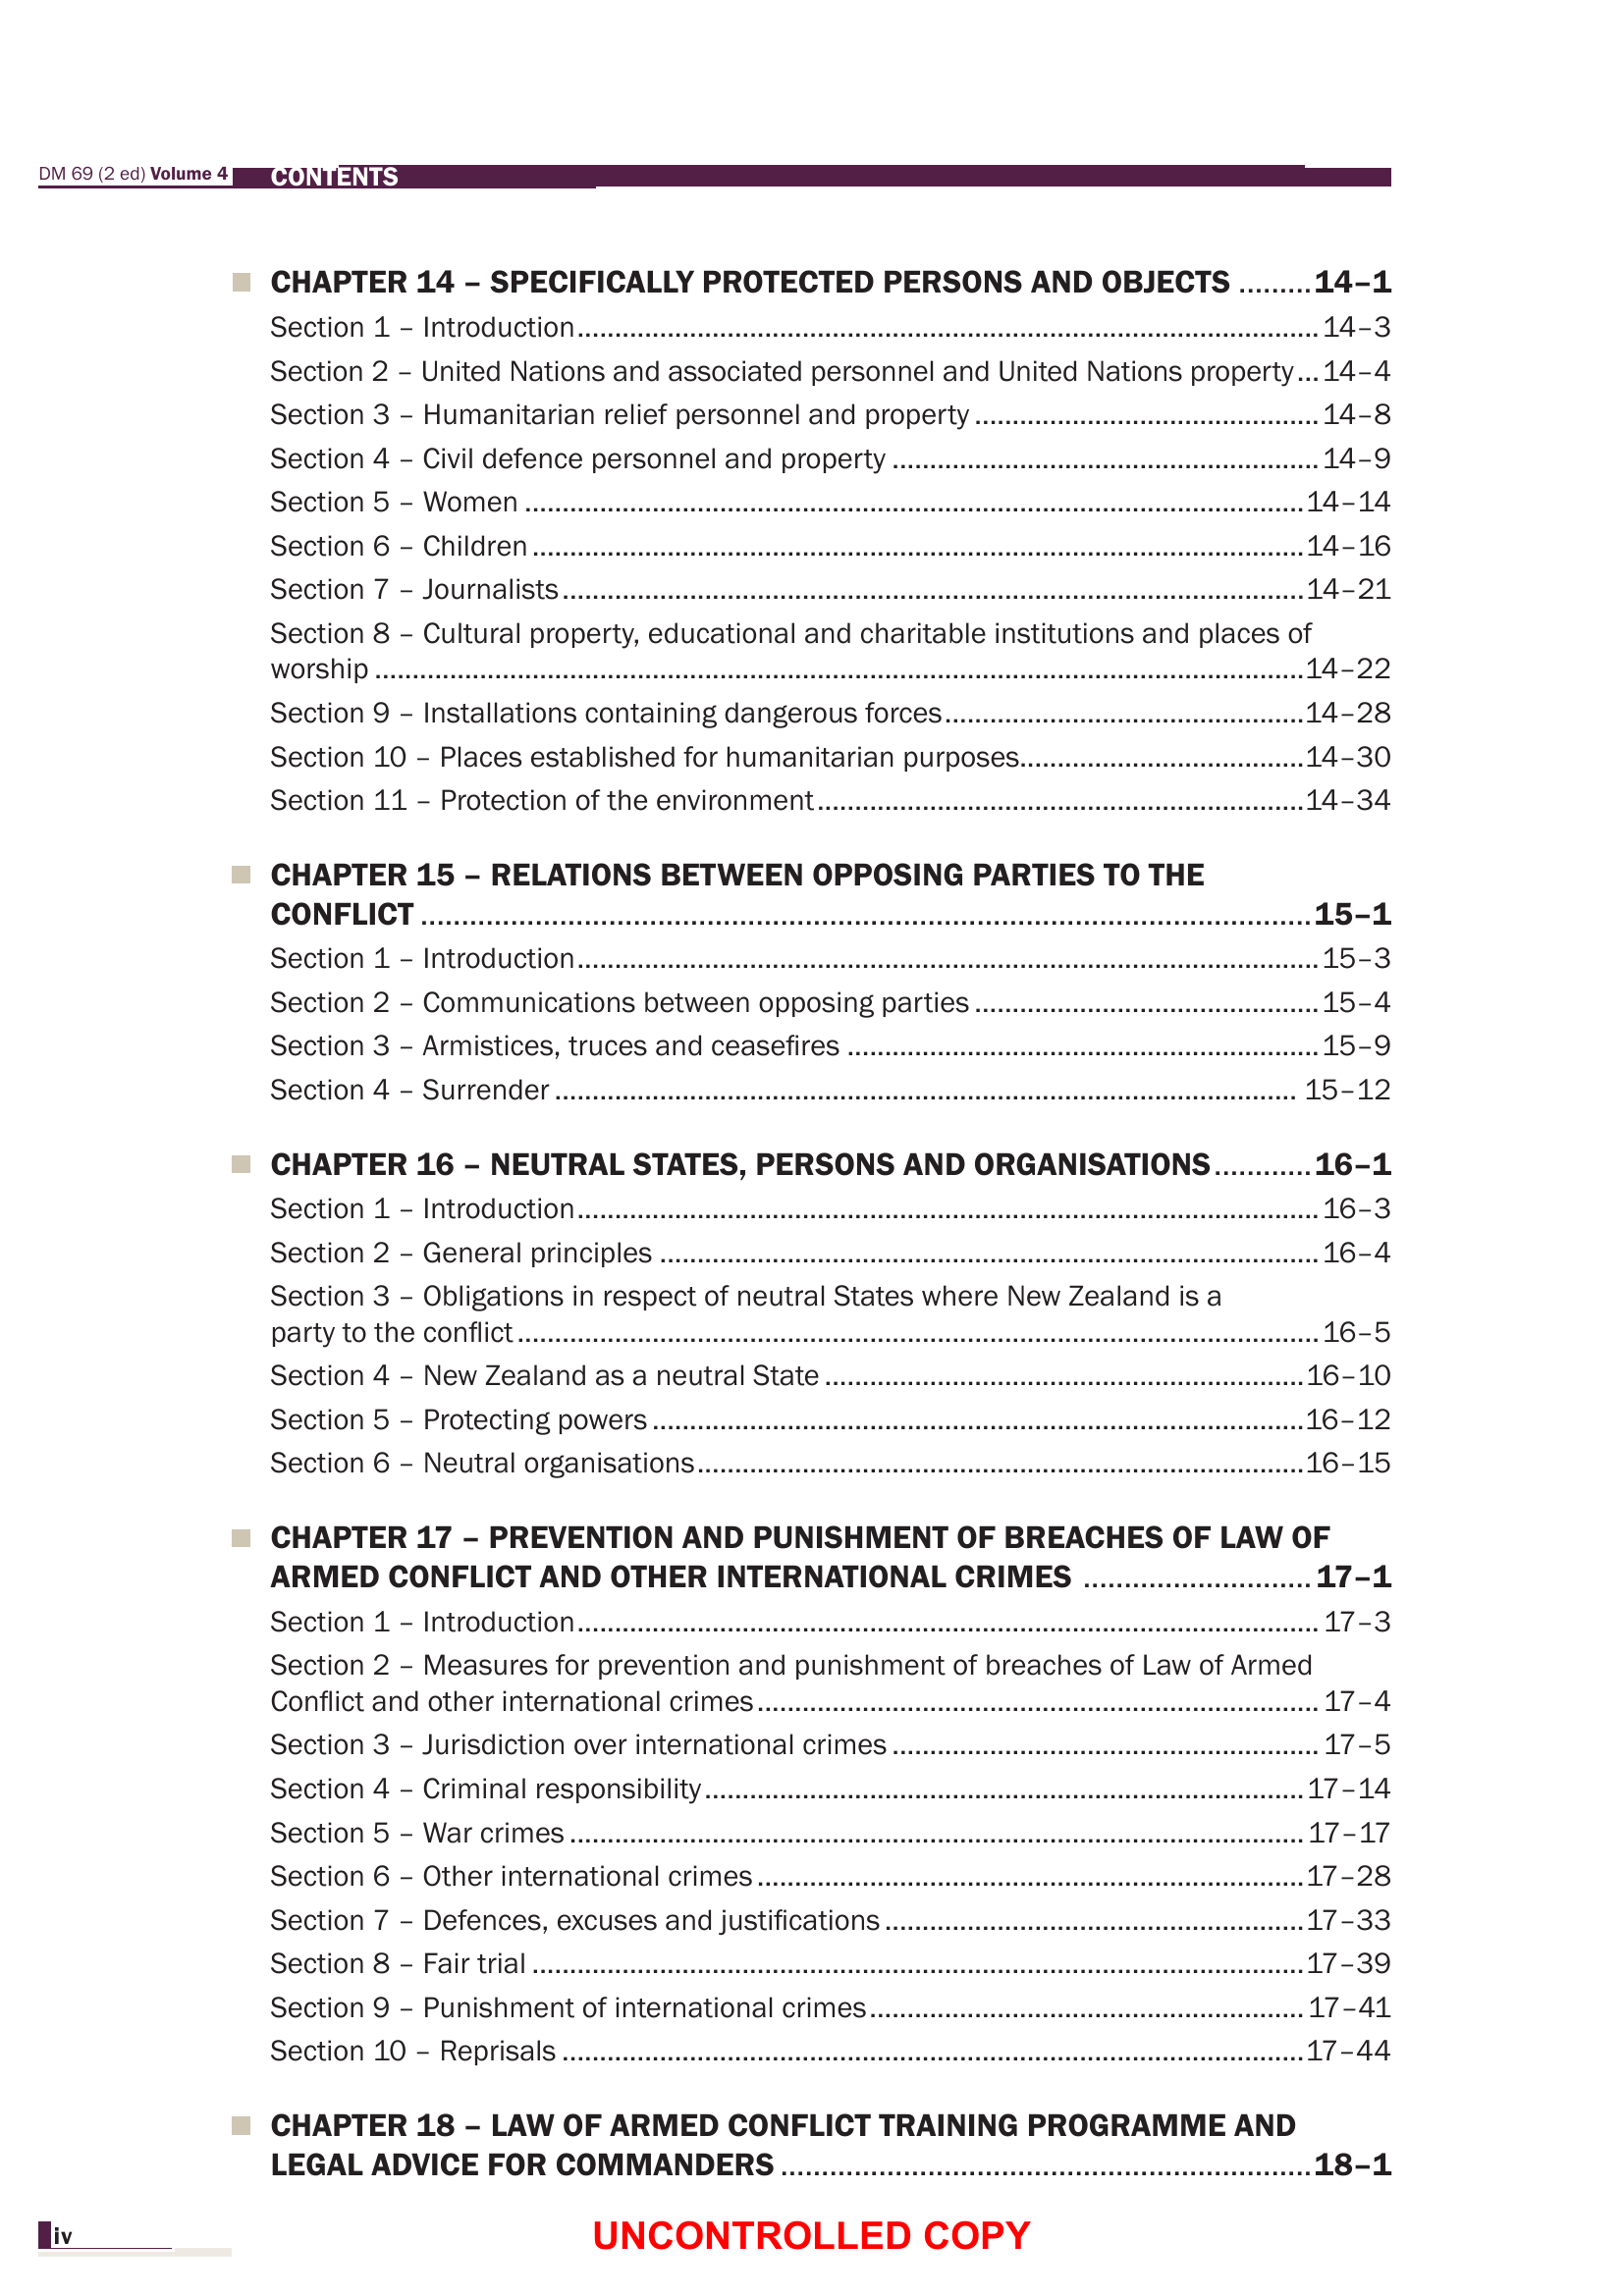 DM 69 (2 ed) Volume 4 CONTENTS
CHAPTER 14 – SPECIFICALLY PROTECTED PERSONS AND OBJECTS .........14–1
Section 1 – Introduction...................................................................................................14–3
Section 2 – United Nations and associated personnel and United Nations property...14–4
Section 3 – Humanitarian relief personnel and property ..............................................14–8
Section 4 – Civil defence personnel and property .........................................................14–9
Section 5 – Women ........................................................................................................14–14
Section 6 – Children .......................................................................................................14–16
Section 7 – Journalists...................................................................................................14–21
Section 8 – Cultural property, educational and charitable institutions and places of
worship ............................................................................................................................14–22
Section 9 – Installations containing dangerous forces................................................14–28
Section 10 – Places established for humanitarian purposes......................................14–30
Section 11 – Protection of the environment.................................................................14–34
CHAPTER 15 – RELATIONS BETWEEN OPPOSING PARTIES TO THE
CONFLICT .............................................................................................................15–1
Section 1 – Introduction...................................................................................................15–3
Section 2 – Communications between opposing parties ..............................................15–4
Section 3 – Armistices, truces and ceasefires ...............................................................15–9
Section 4 – Surrender ................................................................................................... 15–12
CHAPTER 16 – NEUTRAL STATES, PERSONS AND ORGANISATIONS............16–1
Section 1 – Introduction...................................................................................................16–3
Section 2 – General principles ........................................................................................16–4
Section 3 – Obligations in respect of neutral States where New Zealand is a
party to the conflict...........................................................................................................16–5
Section 4 – New Zealand as a neutral State ................................................................16–10
Section 5 – Protecting powers .......................................................................................16–12
Section 6 – Neutral organisations.................................................................................16–15
CHAPTER 17 – PREVENTION AND PUNISHMENT OF BREACHES OF LAW OF
ARMED CONFLICT AND OTHER INTERNATIONAL CRIMES ............................17–1
Section 1 – Introduction...................................................................................................17–3
Section 2 – Measures for prevention and punishment of breaches of Law of Armed
Conflict and other international crimes...........................................................................17–4
Section 3 – Jurisdiction over international crimes .........................................................17–5
Section 4 – Criminal responsibility................................................................................17–14
Section 5 – War crimes ..................................................................................................17–17
Section 6 – Other international crimes .........................................................................17–28
Section 7 – Defences, excuses and justifications ........................................................17–33
Section 8 – Fair trial .......................................................................................................17–39
Section 9 – Punishment of international crimes..........................................................17–41
Section 10 – Reprisals ...................................................................................................17–44
CHAPTER 18 – LAW OF ARMED CONFLICT TRAINING PROGRAMME AND
LEGAL ADVICE FOR COMMANDERS .................................................................18–1
iv
UNCONTROLLED COPY